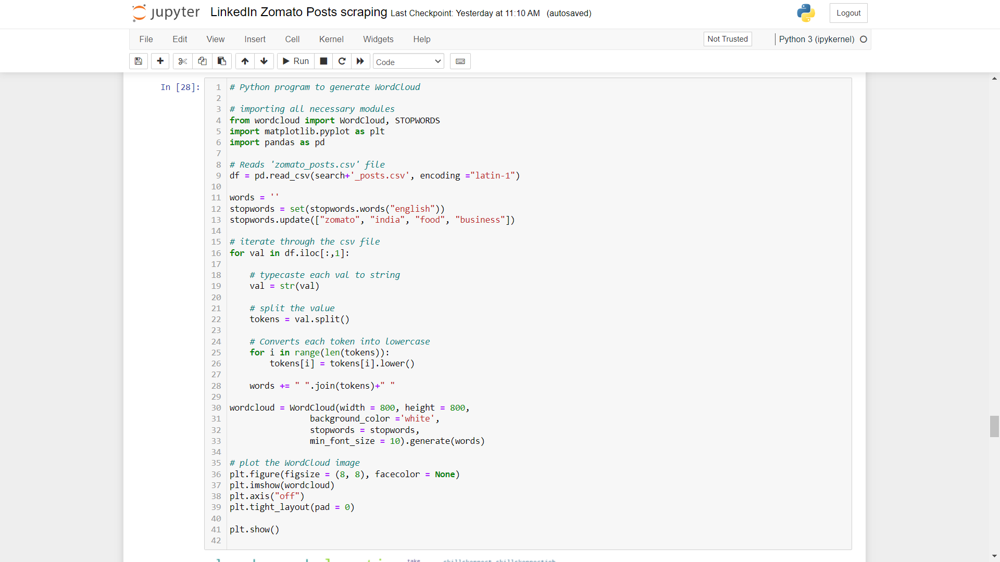 jupyter LinkedIn Zomato Posts scraping Last Checkpoint: Yesterday at 11:10 AM (autosaved) Logout
File Edit View Insert Cell Kernel Widgets Help Not Trusted Python 3 (ipykernel)
Run Code
In [28]:
1 # Python program to generate WordCloud
2
3 # importing all necessary modules
4 from wordcloud import WordCloud, STOPWORDS
5 import matplotlib.pyplot as plt
6 import pandas as pd
7
8 # Reads 'zomato_posts.csv' file
9 df = pd.read_csv(search+'_posts.csv', encoding ="latin-1")
10
11 words = ''
12 stopwords = set(stopwords.words("english"))
13 stopwords.update(["zomato", "india", "food", "business"])
14
15 # iterate through the csv file
16 for val in df.iloc[:,1]:
17
18     # typecaste each val to string
19     val = str(val)
20
21     # split the value
22     tokens = val.split()
23
24     # Converts each token into lowercase
25     for i in range(len(tokens)):
26         tokens[i] = tokens[i].lower()
27
28     words += " ".join(tokens)+" "
29
30 wordcloud = WordCloud(width = 800, height = 800,
31                 background_color ='white',
32                 stopwords = stopwords,
33                 min_font_size = 10).generate(words)
34
35 # plot the WordCloud image
36 plt.figure(figsize = (8, 8), facecolor = None)
37 plt.imshow(wordcloud)
38 plt.axis("off")
39 plt.tight_layout(pad = 0)
40
41 plt.show()
42
take